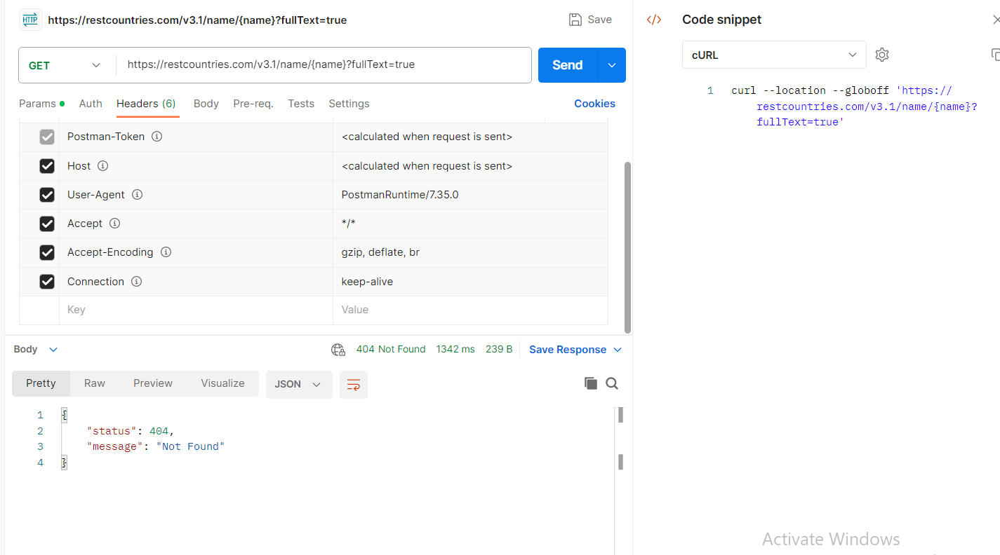 HTTP https://restcountries.com/v3.1/name/{name}?fullText=true Save
GET https://restcountries.com/v3.1/name/{name}?fullText=true Send
Params Auth Headers (6) Body Pre-req. Tests Settings Cookies
Postman-Token <calculated when request is sent>
Host <calculated when request is sent>
User-Agent PostmanRuntime/7.35.0
Accept */*
Accept-Encoding gzip, deflate, br
Connection keep-alive
Key Value
Body 404 Not Found 1342 ms 239 B Save Response
Pretty Raw Preview Visualize JSON
1 {
2 "status": 404,
3 "message": "Not Found"
4 }
</> Code snippet
cURL
1 curl --location --globoff 'https://
restcountries.com/v3.1/name/{name}?
fullText=true'
Activate Windows